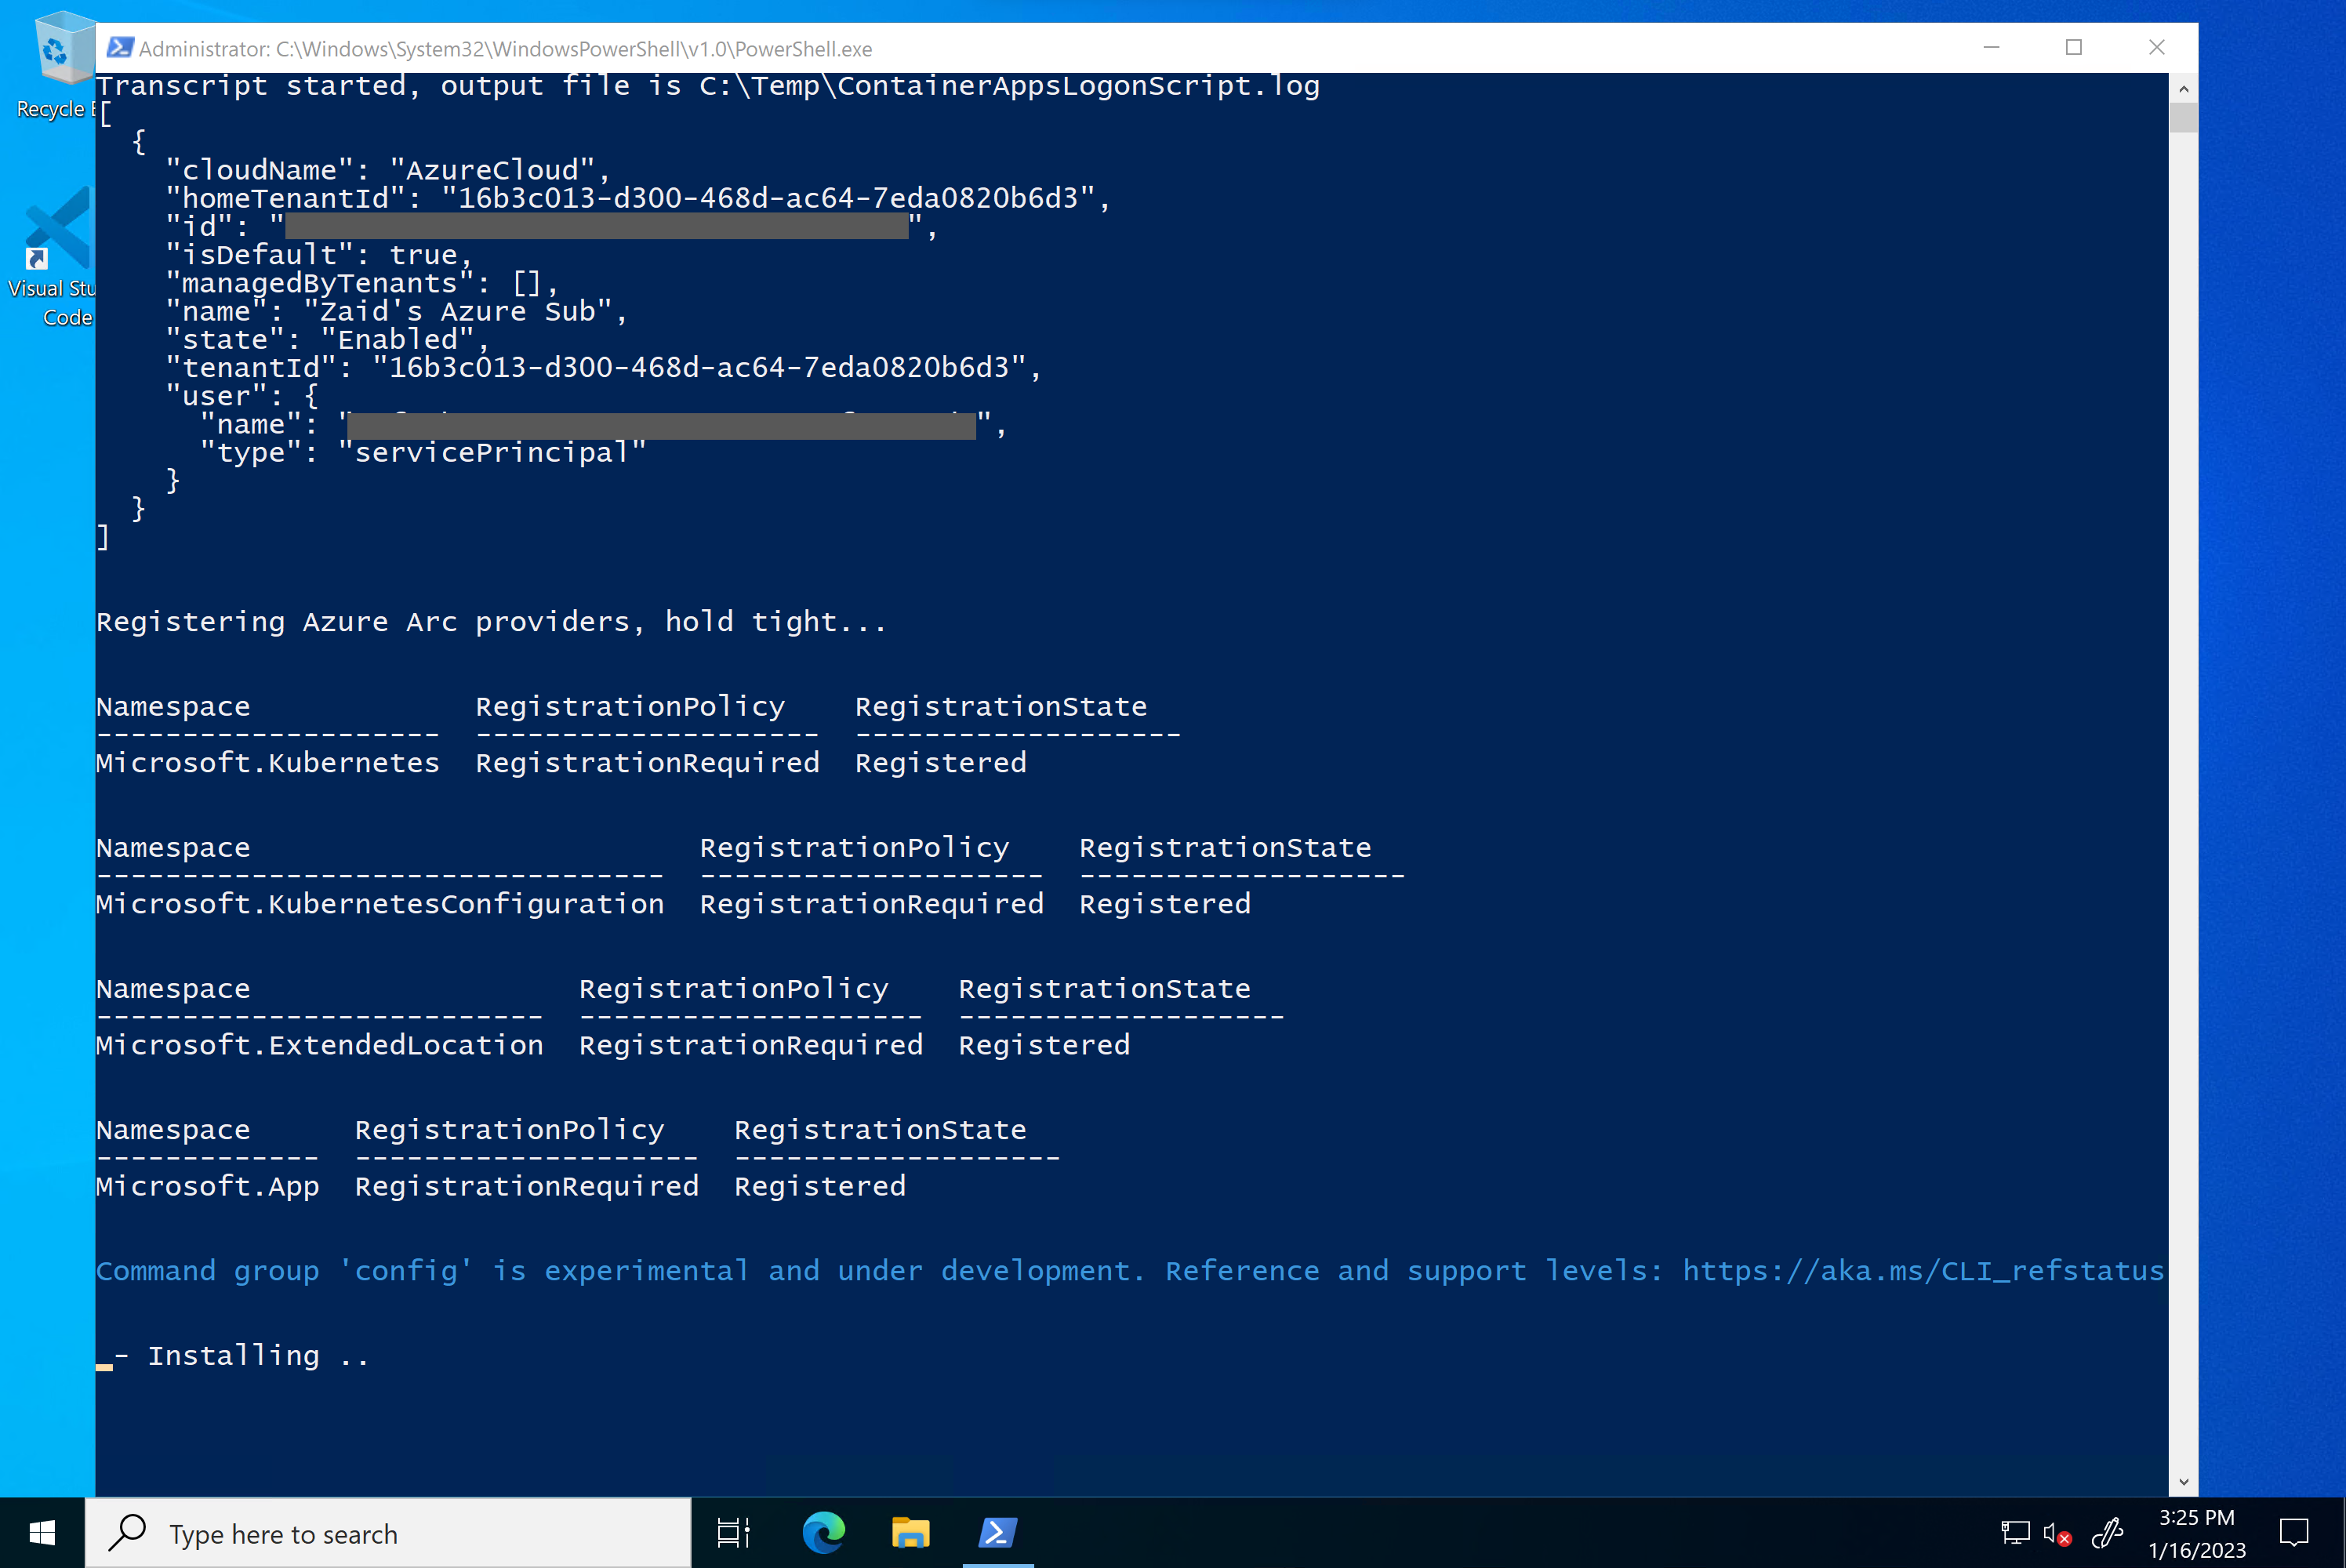 Administrator: C:\Windows\System32\WindowsPowerShell\v1.0\PowerShell.exe
Recycle
Visual Stu
Code
Transcript started, output file is C:\Temp\ContainerAppsLogonScript.log
[
  {
    "cloudName": "AzureCloud",
    "homeTenantId": "16b3c013-d300-468d-ac64-7eda0820b6d3",
    "id": "",
    "isDefault": true,
    "managedByTenants": [],
    "name": "Zaid's Azure Sub",
    "state": "Enabled",
    "tenantId": "16b3c013-d300-468d-ac64-7eda0820b6d3",
    "user": {
      "name": "",
      "type": "servicePrincipal"
    }
  }
]
Registering Azure Arc providers, hold tight...
Namespace             RegistrationPolicy    RegistrationState
--------------------  --------------------  -------------------
Microsoft.Kubernetes  RegistrationRequired  Registered
Namespace                          RegistrationPolicy    RegistrationState
---------------------------------  --------------------  -------------------
Microsoft.KubernetesConfiguration  RegistrationRequired  Registered
Namespace                   RegistrationPolicy    RegistrationState
--------------------------  --------------------  -------------------
Microsoft.ExtendedLocation  RegistrationRequired  Registered
Namespace      RegistrationPolicy    RegistrationState
-------------  --------------------  -------------------
Microsoft.App  RegistrationRequired  Registered
Command group 'config' is experimental and under development. Reference and support levels: https://aka.ms/CLI_refstatus
- Installing ..
Type here to search
3:25 PM
1/16/2023